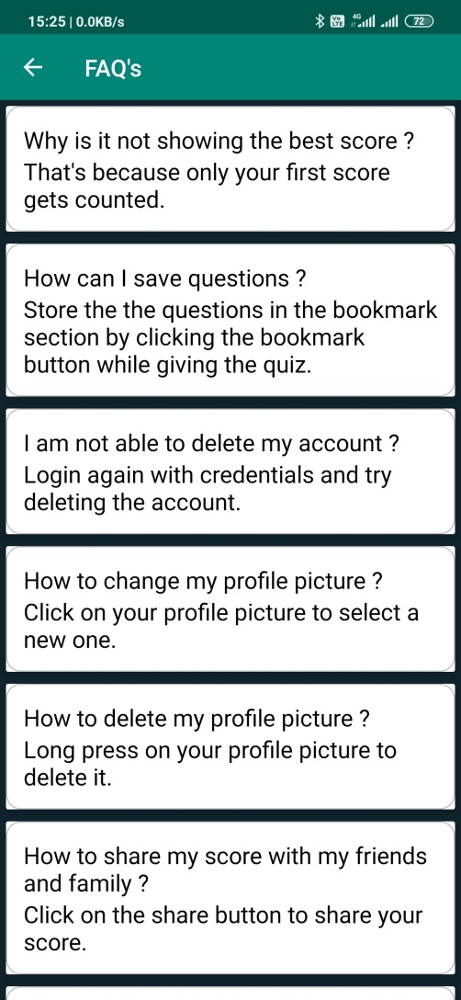 15:25 | 0.0KB/s
Vo LTE 4G 72
FAQ's
Why is it not showing the best score ?
That's because only your first score
gets counted.
How can I save questions ?
Store the the questions in the bookmark
section by clicking the bookmark
button while giving the quiz.
I am not able to delete my account ?
Login again with credentials and try
deleting the account.
How to change my profile picture ?
Click on your profile picture to select a
new one.
How to delete my profile picture ?
Long press on your profile picture to
delete it.
How to share my score with my friends
and family ?
Click on the share button to share your
score.